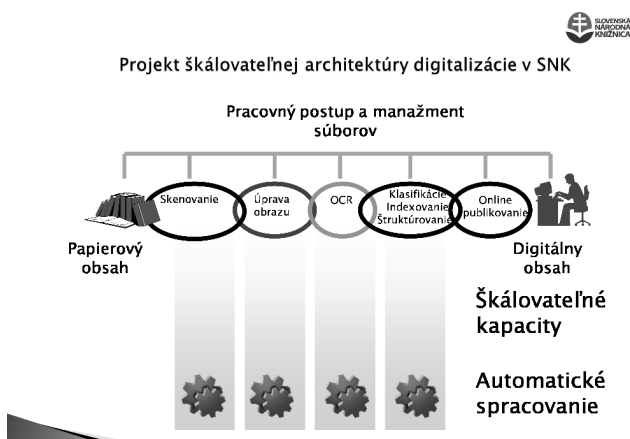 SLOVENSKÁ
NÁRODNÁ
KNIŽNICA
Projekt škálovateľnej architektúry digitalizácie v SNK
Pracovný postup a manažment
súborov
Skenovanie
Úprava
obrazu
OCR
Klasifikácie
Indexovanie
Štruktúrovanie
Online
publikovanie
Papierový
obsah
Digitálny
obsah
Škálovateľné
kapacity
Automatické
spracovanie